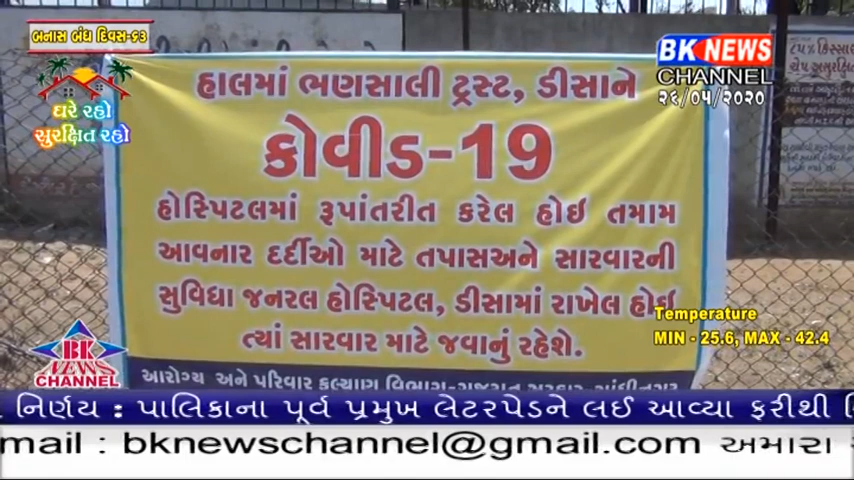 બનાસ બંધ દિવસ-૬૩
ઘરે રહો
સુરક્ષિત રહો
BK NEWS
CHANNEL
૨૬/૦૫/૨૦૨૦
હાલમાં ભણસાલી ટ્રસ્ટ, ડીસાને
કોવીડ-19
હોસ્પિટલમાં રૂપાંતરીત કરેલ હોઇ તમામ
આવનાર દર્દીઓ માટે તપાસઅને સારવારની
સુવિધા જનરલ હોસ્પિટલ, ડીસામાં રાખેલ હોઇ
ત્યાં સારવાર માટે જવાનું રહેશે.
આરોગ્ય અને પરિવાર કલ્યાણ વિભાગ-ગુજરાત સરકાર, ગાંધીનગર
Temperature
MIN - 25.6, MAX - 42.4
BK
NEWS
CHANNEL
નિર્ણય : પાલિકાના પૂર્વ પ્રમુખ લેટરપેડને લઈ આવ્યા ફરીથી
mail : bknewschannel@gmail.com અમારા